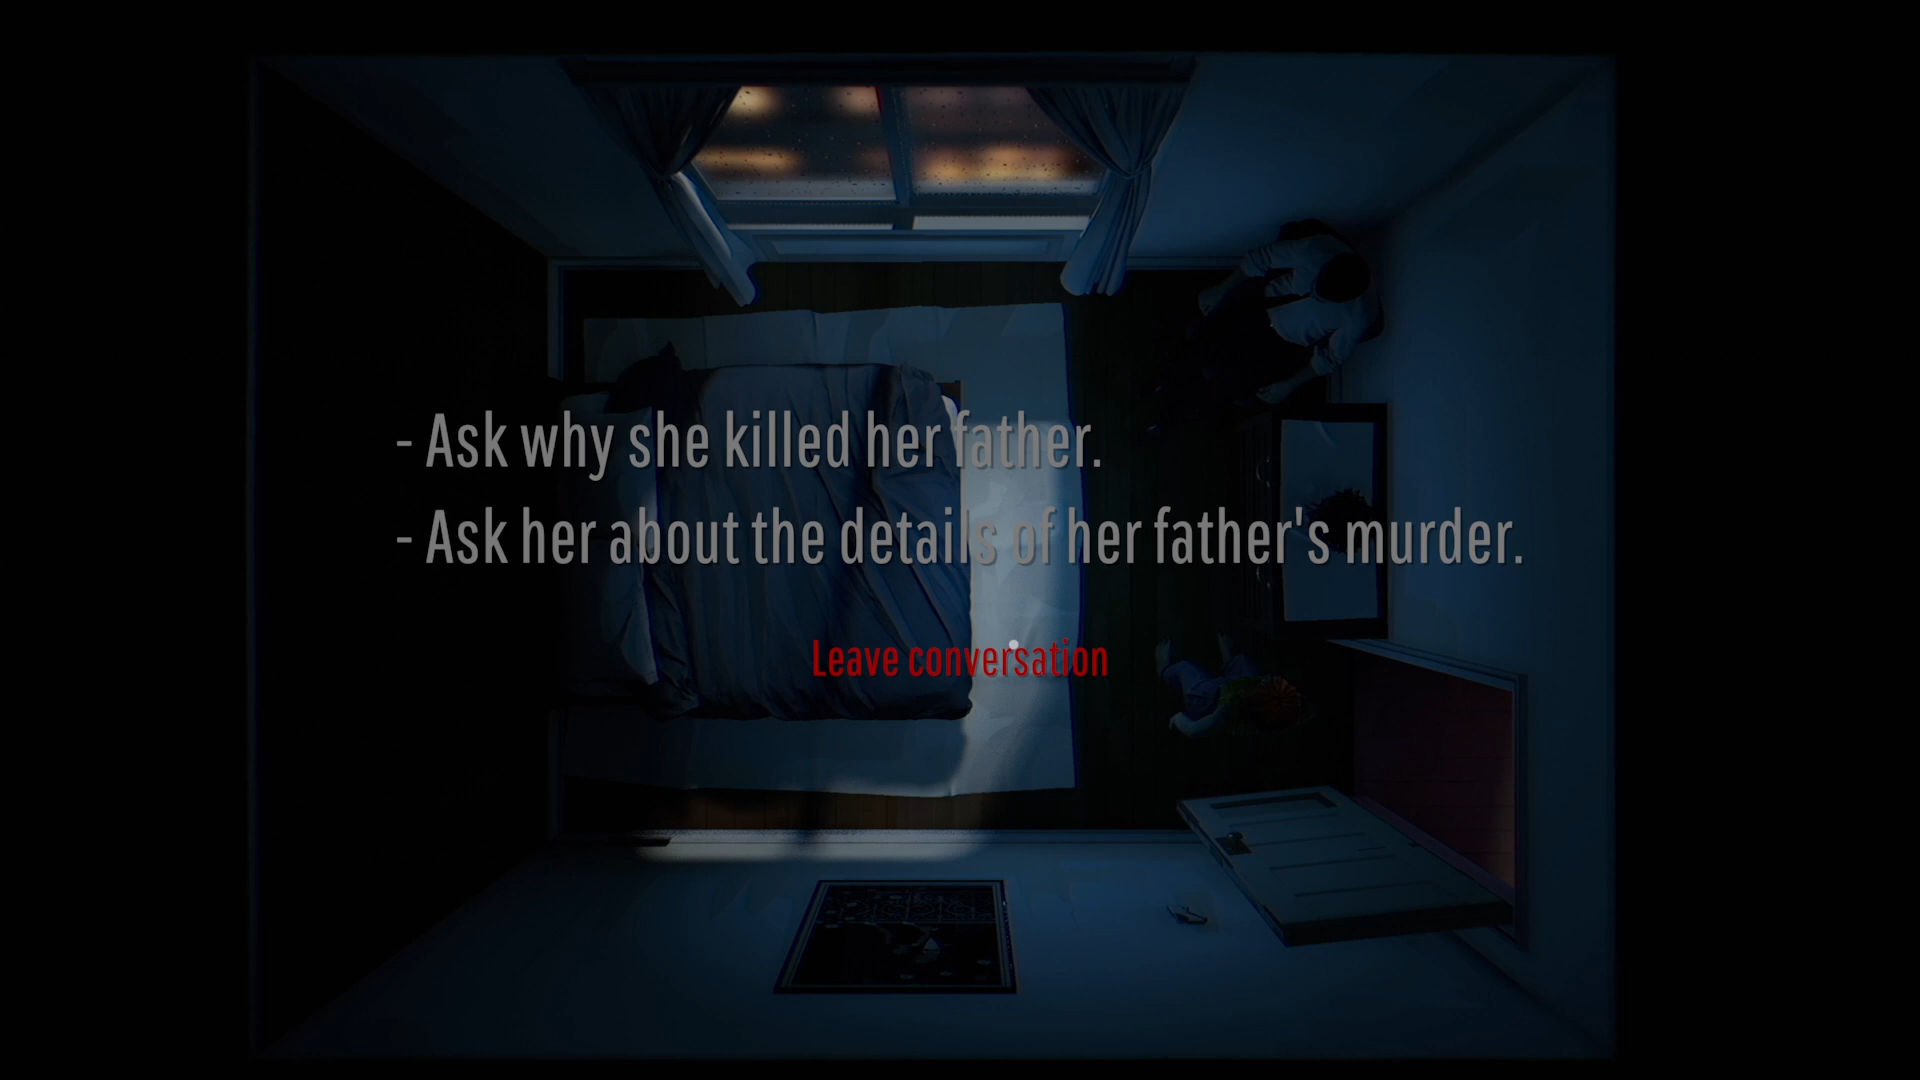 - Ask why she killed her father.
- Ask her about the details of her father's murder.
Leave conversation